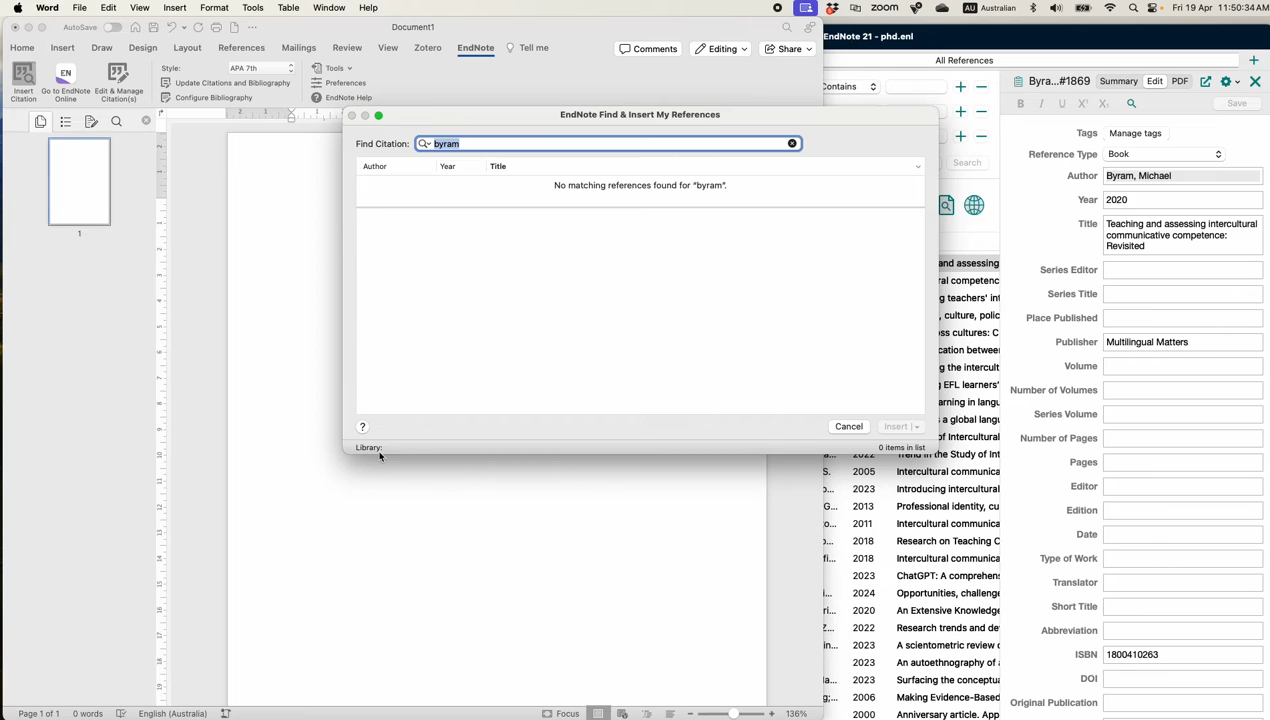 Word File Edit View Insert Format Tools Table Window Help zoom AU Australian Fri 19 Apr 11:50:34 AM
AutoSave Document1
Home Insert Draw Design Layout References Mailings Review View Zotero EndNote Tell me Comments Editing Share
Insert Citation
EN Go to EndNote Online
Edit & Manage Citation(s)
Style: APA 7th
Update Citations and Bibliography
Configure Bibliography
Tools
Preferences
EndNote Help
1
EndNote Find & Insert My References
Find Citation: byram
Author Year Title
No matching references found for "byram".
? Cancel Insert
Library: 0 items in list
EndNote 21 - phd.enl
All References
Contains
Search
Byra...#1869 Summary Edit PDF
B I U X¹ X₁ Save
Tags Manage tags
Reference Type Book
Author Byram, Michael
Year 2020
Title Teaching and assessing intercultural
communicative competence:
Revisited
Series Editor
Series Title
Place Published
Publisher Multilingual Matters
Volume
Number of Volumes
Series Volume
Number of Pages
Pages
Editor
Edition
Date
Type of Work
Translator
Short Title
Abbreviation
ISBN 1800410263
DOI
Original Publication
and assessing
ral competenc
g teachers' int
, culture, polic
ss cultures: C
cation between
g the intercult
g EFL learners'
arning in langu
s a global langu
of Intercultural
2022 Trend in the Study of Int
2005 Intercultural communica
2023 Introducing intercultural
2013 Professional identity, cu
2011 Intercultural communica
2018 Research on Teaching C
2018 Intercultural communica
2023 ChatGPT: A comprehens
2024 Opportunities, challenge
2020 An Extensive Knowledge
2022 Research trends and de
2023 A scientometric review o
2023 An autoethnography of a
2023 Surfacing the conceptua
2006 Making Evidence-Based
2000 Anniversary article. App
Page 1 of 1 0 words English (Australia) Focus 136%